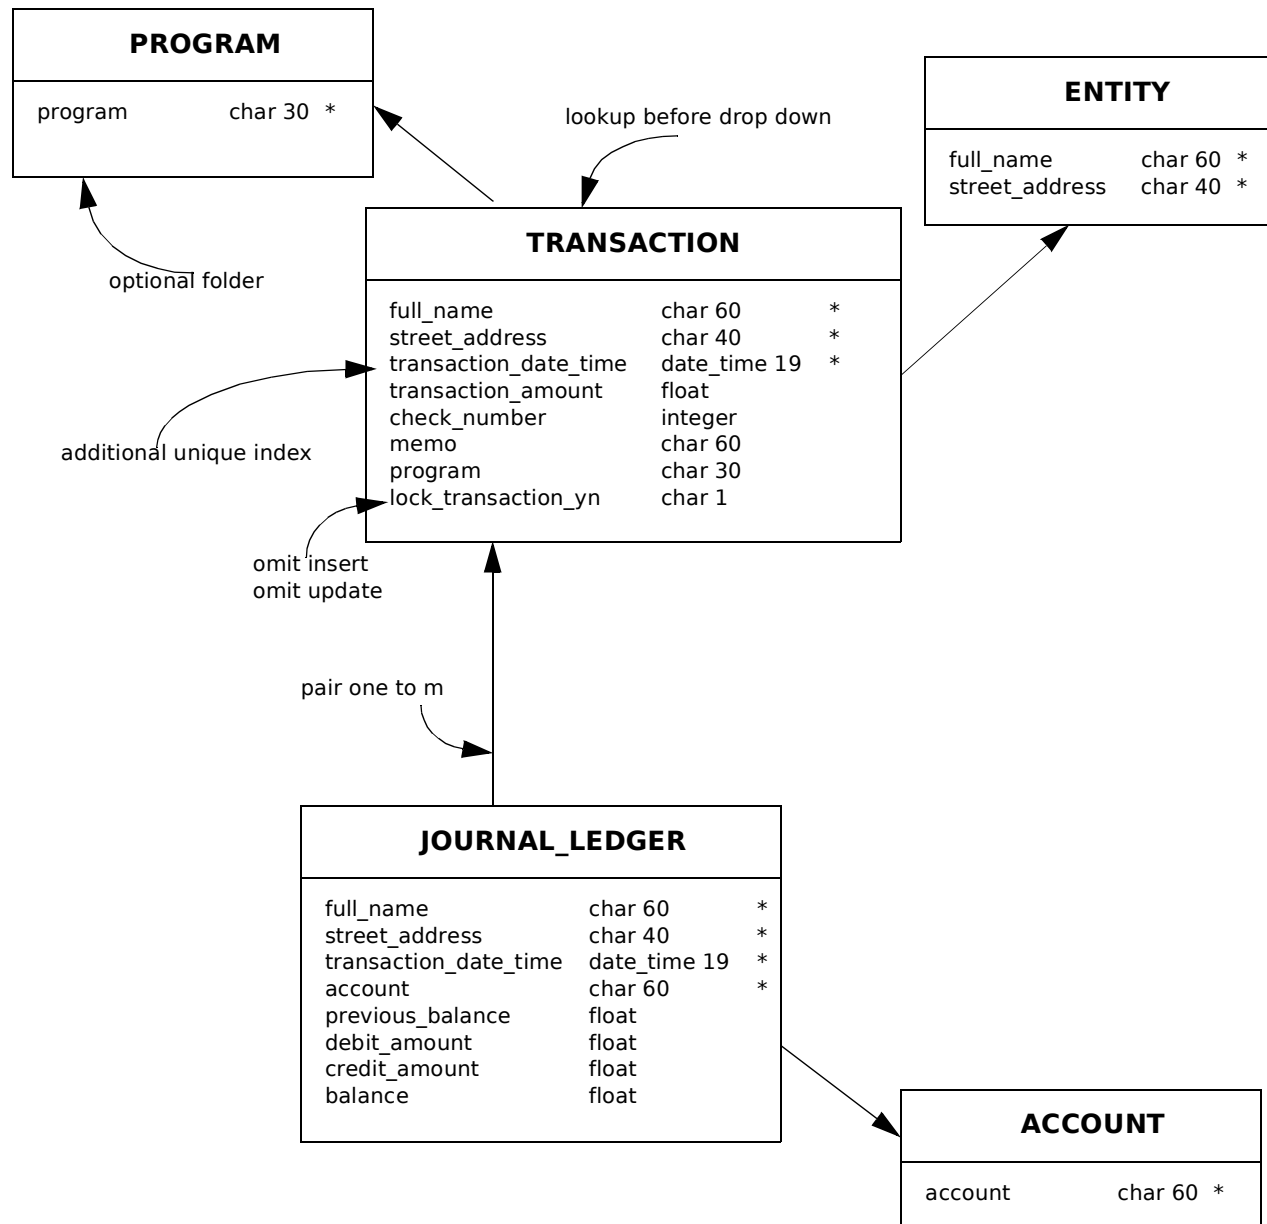 PROGRAM
program char 30 *
lookup before drop down
ENTITY
full_name char 60 *
street_address char 40 *
optional folder
TRANSACTION
full_name char 60 *
street_address char 40 *
transaction_date_time date_time 19 *
transaction_amount float
check_number integer
memo char 60
program char 30
lock_transaction_yn char 1
additional unique index
omit insert
omit update
pair one to m
JOURNAL_LEDGER
full_name char 60 *
street_address char 40 *
transaction_date_time date_time 19 *
account char 60 *
previous_balance float
debit_amount float
credit_amount float
balance float
ACCOUNT
account char 60 *